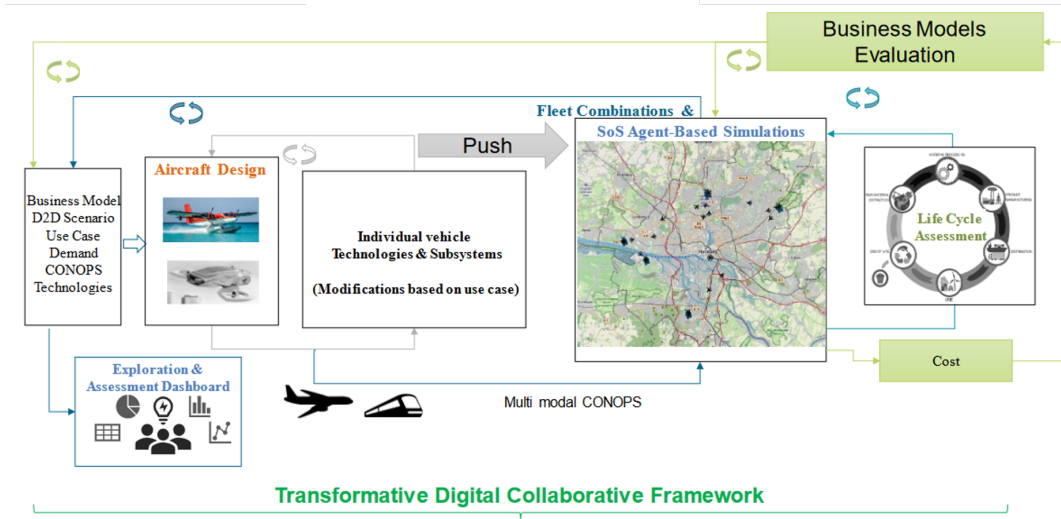 Business Models
Evaluation
Fleet Combinations &
SoS Agent-Based Simulations
Push
Aircraft Design
Business Model
D2D Scenario
Use Case
Demand
CONOPS
Technologies
Individual vehicle
Technologies & Subsystems
(Modifications based on use case)
Life Cycle
Assessment
DISTRIBUTION
USE
Cost
Exploration &
Assessment Dashboard
Multi modal CONOPS
Transformative Digital Collaborative Framework